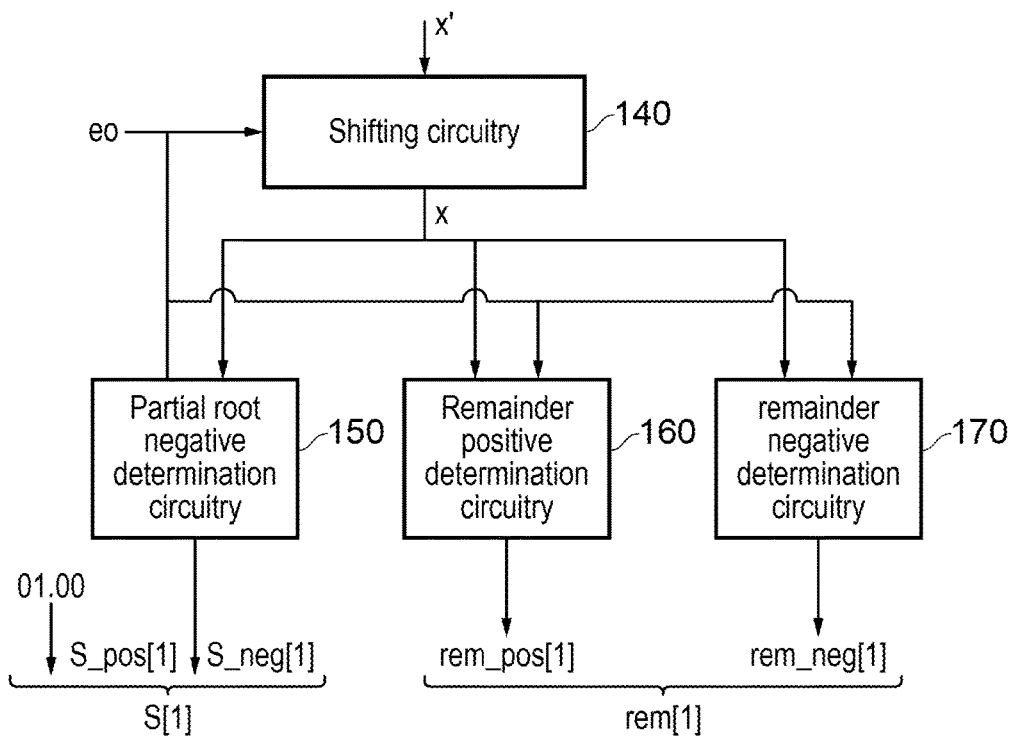 x'
eo
Shifting circuitry
140
x
Partial root
negative
determination
circuitry
150
Remainder
positive
determination
circuitry
160
remainder
negative
determination
circuitry
170
01.00
S_pos[1]
S_neg[1]
rem_pos[1]
rem_neg[1]
S[1]
rem[1]